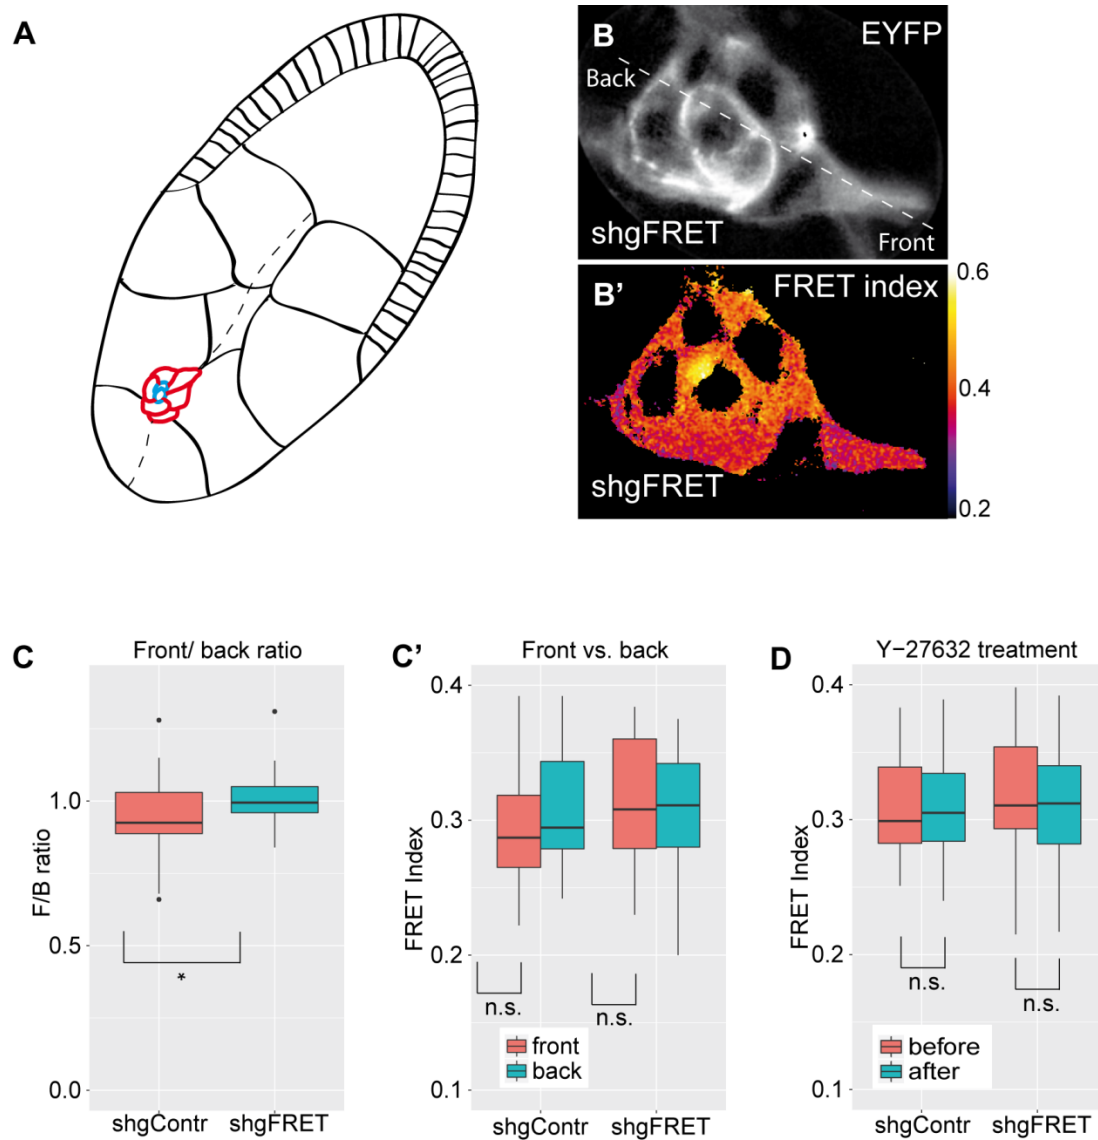 A
B
EYFP
Back
Front
shgFRET
B'
FRET index
0.6
0.4
0.2
shgFRET
C
Front/ back ratio
F/B ratio
1.0
0.5
0.0
*
shgContr
shgFRET
C'
Front vs. back
FRET Index
0.4
0.3
0.2
0.1
n.s.
n.s.
front
back
shgContr
shgFRET
D
Y−27632 treatment
FRET Index
0.4
0.3
0.2
0.1
n.s.
n.s.
before
after
shgContr
shgFRET